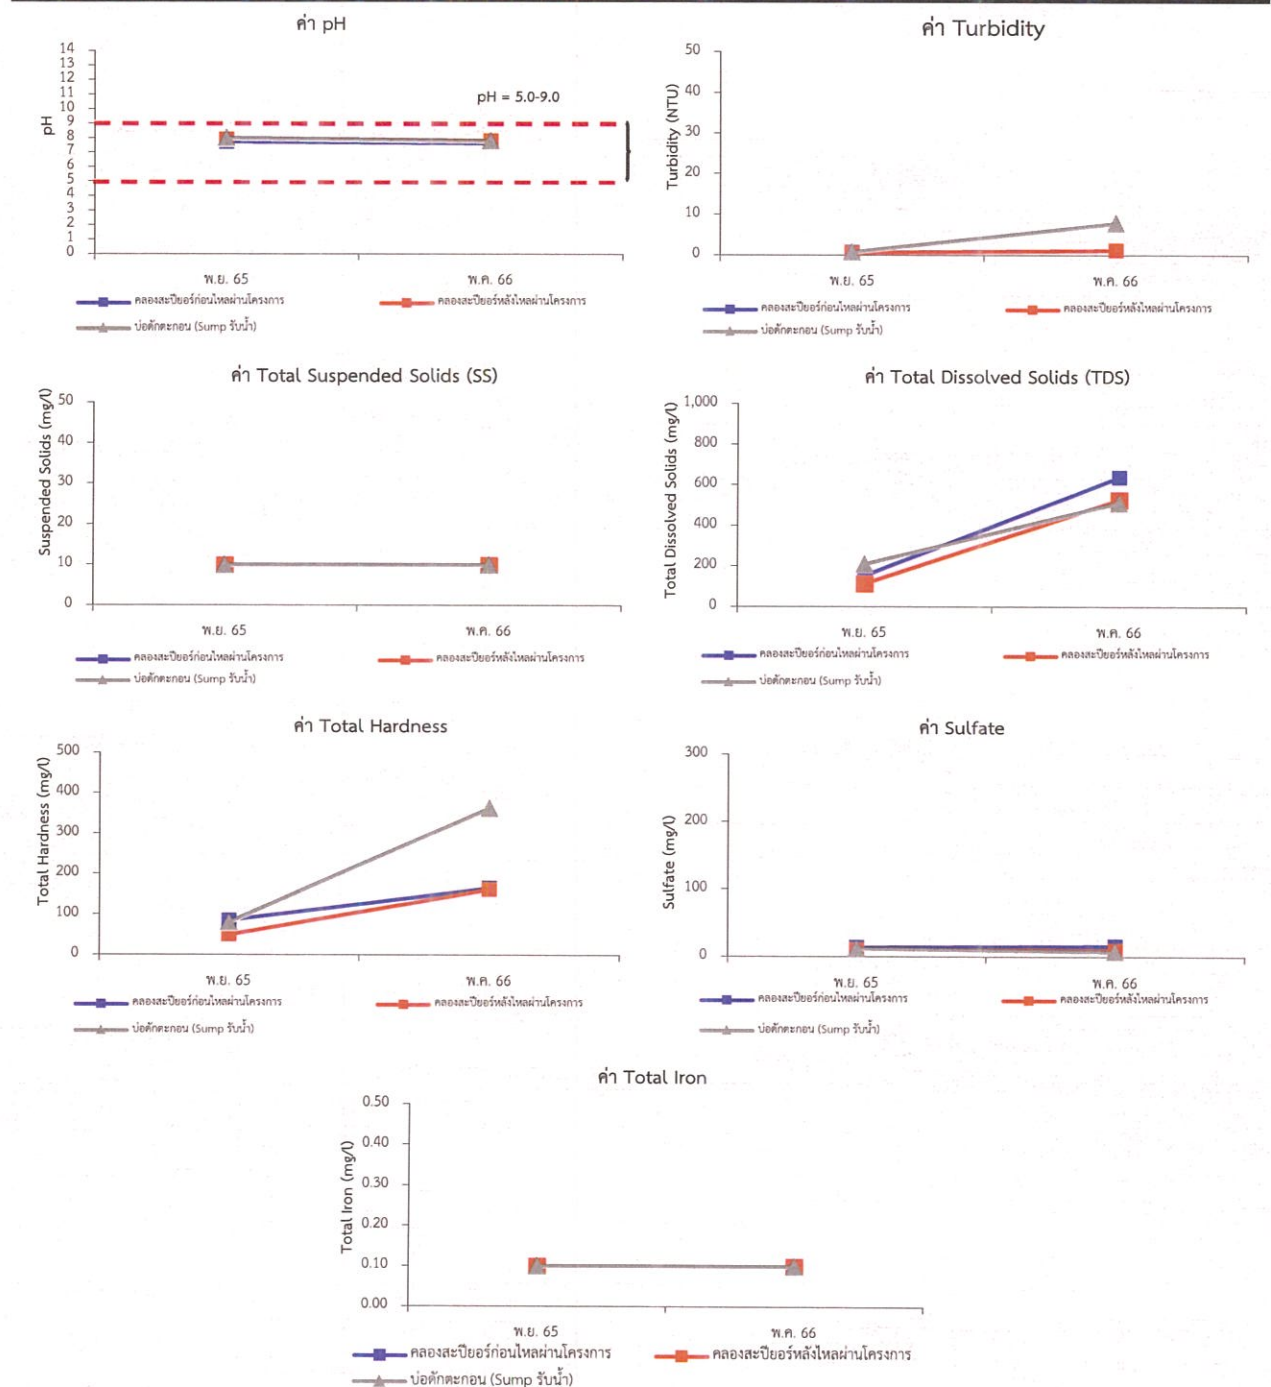 ค่า pH
14
13
12
11
10
9
8
7
6
5
4
3
2
1
0
pH
pH = 5.0-9.0
พ.ย. 65
พ.ค. 66
คลองสะปียอร์ก่อนไหลผ่านโครงการ
คลองสะปียอร์หลังไหลผ่านโครงการ
บ่อดักตะกอน (Sump รับน้ำ)
ค่า Turbidity
50
40
30
20
10
0
Turbidity (NTU)
พ.ย. 65
พ.ค. 66
คลองสะปียอร์ก่อนไหลผ่านโครงการ
คลองสะปียอร์หลังไหลผ่านโครงการ
บ่อดักตะกอน (Sump รับน้ำ)
ค่า Total Suspended Solids (SS)
50
40
30
20
10
0
Suspended Solids (mg/l)
พ.ย. 65
พ.ค. 66
คลองสะปียอร์ก่อนไหลผ่านโครงการ
คลองสะปียอร์หลังไหลผ่านโครงการ
บ่อดักตะกอน (Sump รับน้ำ)
ค่า Total Dissolved Solids (TDS)
1,000
800
600
400
200
0
Total Dissolved Solids (mg/l)
พ.ย. 65
พ.ค. 66
คลองสะปียอร์ก่อนไหลผ่านโครงการ
คลองสะปียอร์หลังไหลผ่านโครงการ
บ่อดักตะกอน (Sump รับน้ำ)
ค่า Total Hardness
500
400
300
200
100
0
Total Hardness (mg/l)
พ.ย. 65
พ.ค. 66
คลองสะปียอร์ก่อนไหลผ่านโครงการ
คลองสะปียอร์หลังไหลผ่านโครงการ
บ่อดักตะกอน (Sump รับน้ำ)
ค่า Sulfate
300
200
100
0
Sulfate (mg/l)
พ.ย. 65
พ.ค. 66
คลองสะปียอร์ก่อนไหลผ่านโครงการ
คลองสะปียอร์หลังไหลผ่านโครงการ
บ่อดักตะกอน (Sump รับน้ำ)
ค่า Total Iron
0.50
0.40
0.30
0.20
0.10
0.00
Total Iron (mg/l)
พ.ย. 65
พ.ค. 66
คลองสะปียอร์ก่อนไหลผ่านโครงการ
คลองสะปียอร์หลังไหลผ่านโครงการ
บ่อดักตะกอน (Sump รับน้ำ)